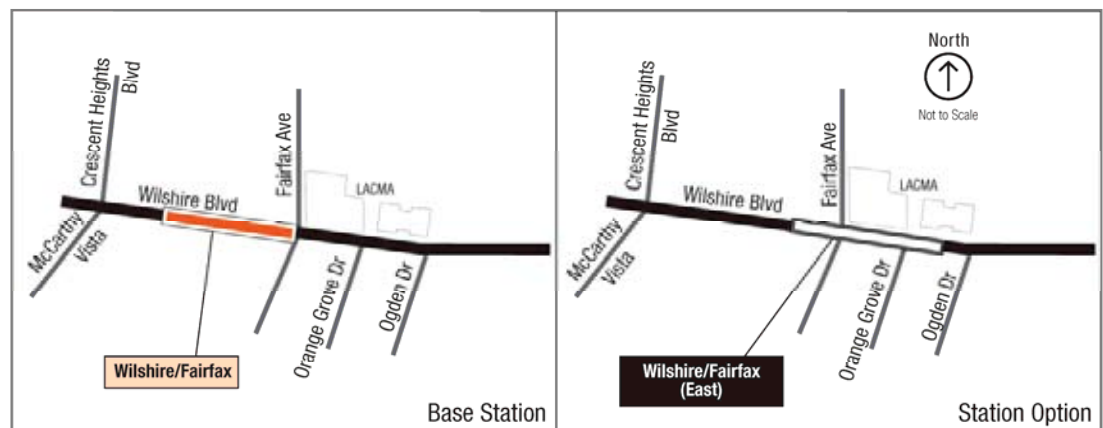 Crescent Heights
Blvd
Fairfax Ave
LACMA
Wilshire Blvd
McCarthy
Vista
Orange Grove Dr
Ogden Dr
Wilshire/Fairfax
Base Station
North
Not to Scale
Crescent Heights
Blvd
Fairfax Ave
LACMA
Wilshire Blvd
McCarthy
Vista
Orange Grove Dr
Ogden Dr
Wilshire/Fairfax
(East)
Station Option